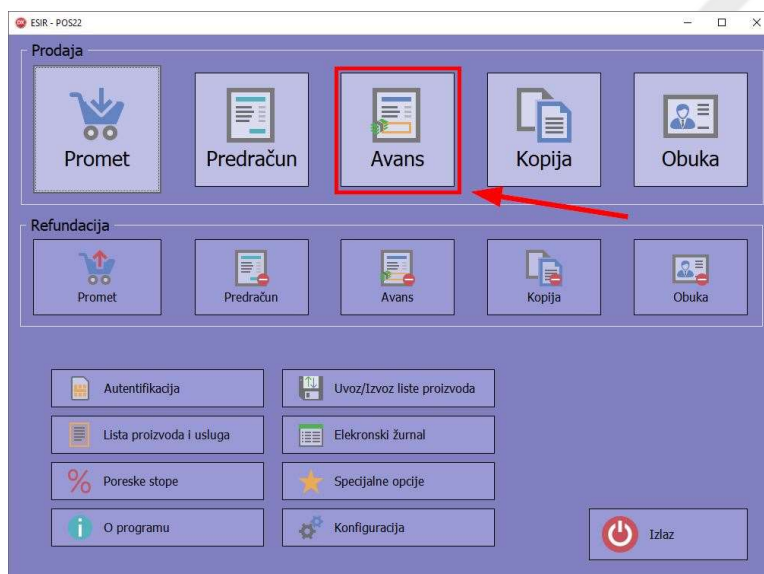 ESIR - POS22
Prodaja
Promet
Predračun
Avans
Kopija
Obuka
Refundacija
Promet
Predračun
Avans
Kopija
Obuka
Autentifikacija
Uvoz/Izvoz liste proizvoda
Lista proizvoda i usluga
Elekronski žurnal
Poreske stope
Specijalne opcije
O programu
Konfiguracija
Izlaz